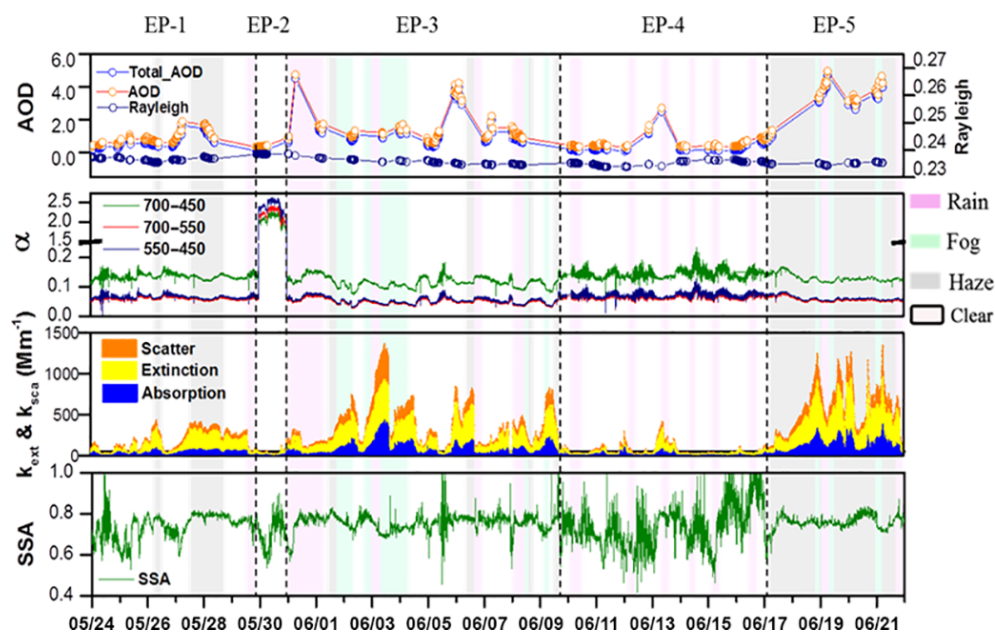 EP-1 EP-2 EP-3 EP-4 EP-5
AOD
6.0
4.0
2.0
0.0
Total_AOD
AOD
Rayleigh
0.27
0.26
0.25
0.24
0.23
Rayleigh
α
2.5
2.0
1.5
0.2
0.1
0.0
700−450
700−550
550−450
Rain
Fog
Haze
Clear
kext & ksca (Mm-1)
1500
1000
500
0
Scatter
Extinction
Absorption
SSA
1.0
0.8
0.6
0.4
SSA
05/24 05/26 05/28 05/30 06/01 06/03 06/05 06/07 06/09 06/11 06/13 06/15 06/17 06/19 06/21